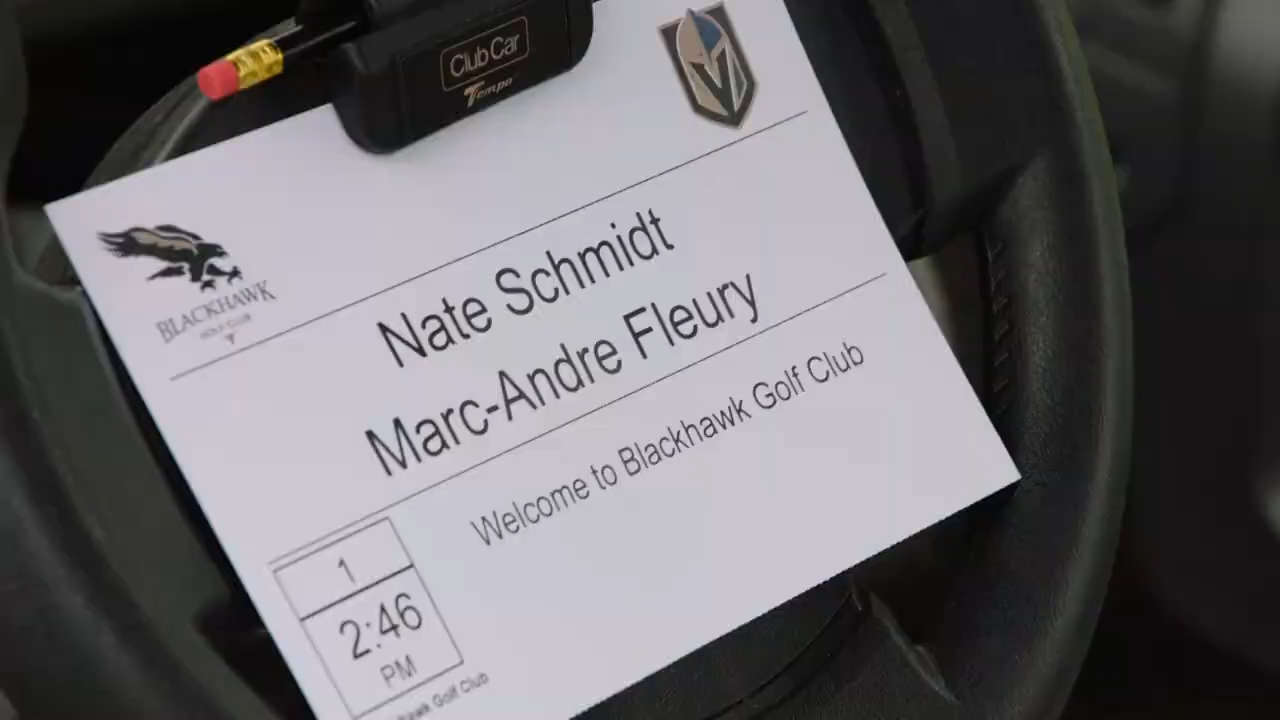 Club Car
Tempo
BLACKHAWK
GOLF CLUB
Nate Schmidt
Marc-Andre Fleury
Welcome to Blackhawk Golf Club
1
2:46
PM
hawk Golf Club